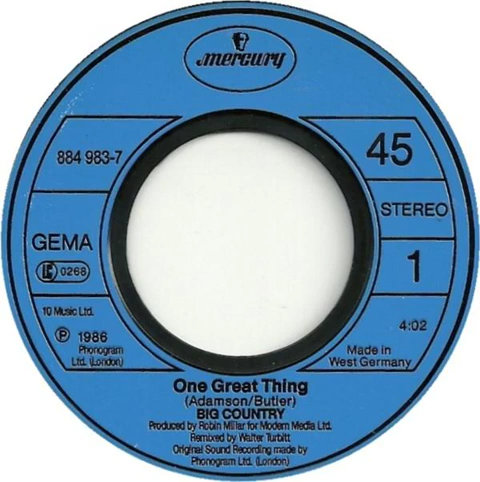 mercury
884 983-7
45
STEREO
GEMA
LC 0268
1
10 Music Ltd.
4:02
Ⓟ 1986
Phonogram
Ltd. (London)
Made in
West Germany
One Great Thing
(Adamson/Butler)
BIG COUNTRY
Produced by Robin Millar for Modern Media Ltd.
Remixed by Walter Turbitt
Original Sound Recording made by
Phonogram Ltd. (London)